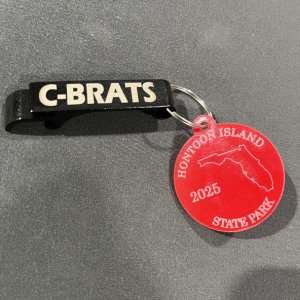 C-BRATS
HONTOON ISLAND
2025
STATE PARK